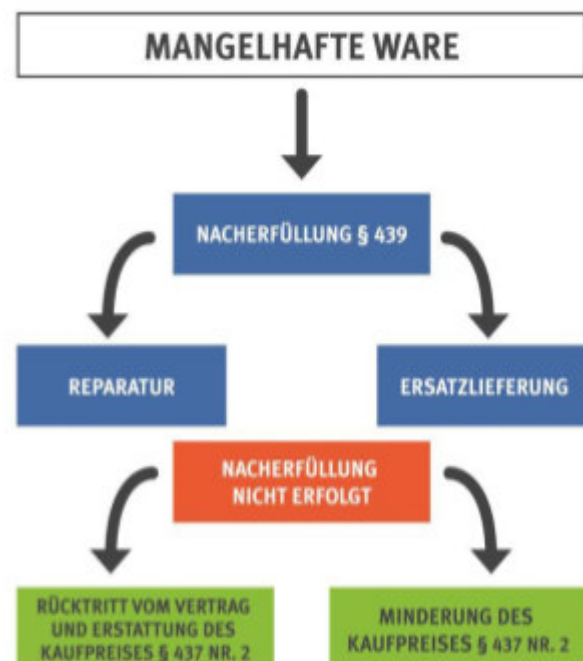 MANGELHAFTE WARE
NACHERFÜLLUNG § 439
REPARATUR
ERSATZLIEFERUNG
NACHERFÜLLUNG
NICHT ERFOLGT
RÜCKTRITT VOM VERTRAG
UND ERSTATTUNG DES
KAUFPREISES § 437 NR. 2
MINDERUNG DES
KAUFPREISES § 437 NR. 2